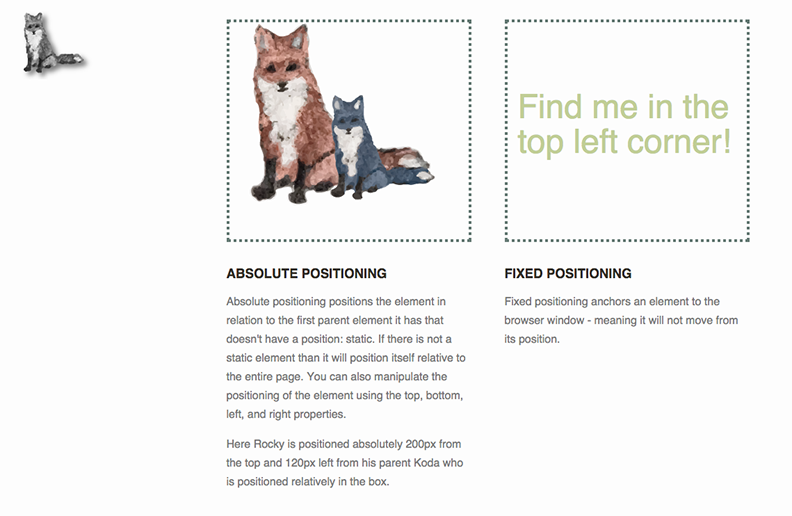 Find me in the
top left corner!
ABSOLUTE POSITIONING
Absolute positioning positions the element in
relation to the first parent element it has that
doesn't have a position: static. If there is not a
static element than it will position itself relative to
the entire page. You can also manipulate the
positioning of the element using the top, bottom,
left, and right properties.
Here Rocky is positioned absolutely 200px from
the top and 120px left from his parent Koda who
is positioned relatively in the box.
FIXED POSITIONING
Fixed positioning anchors an element to the
browser window - meaning it will not move from
its position.